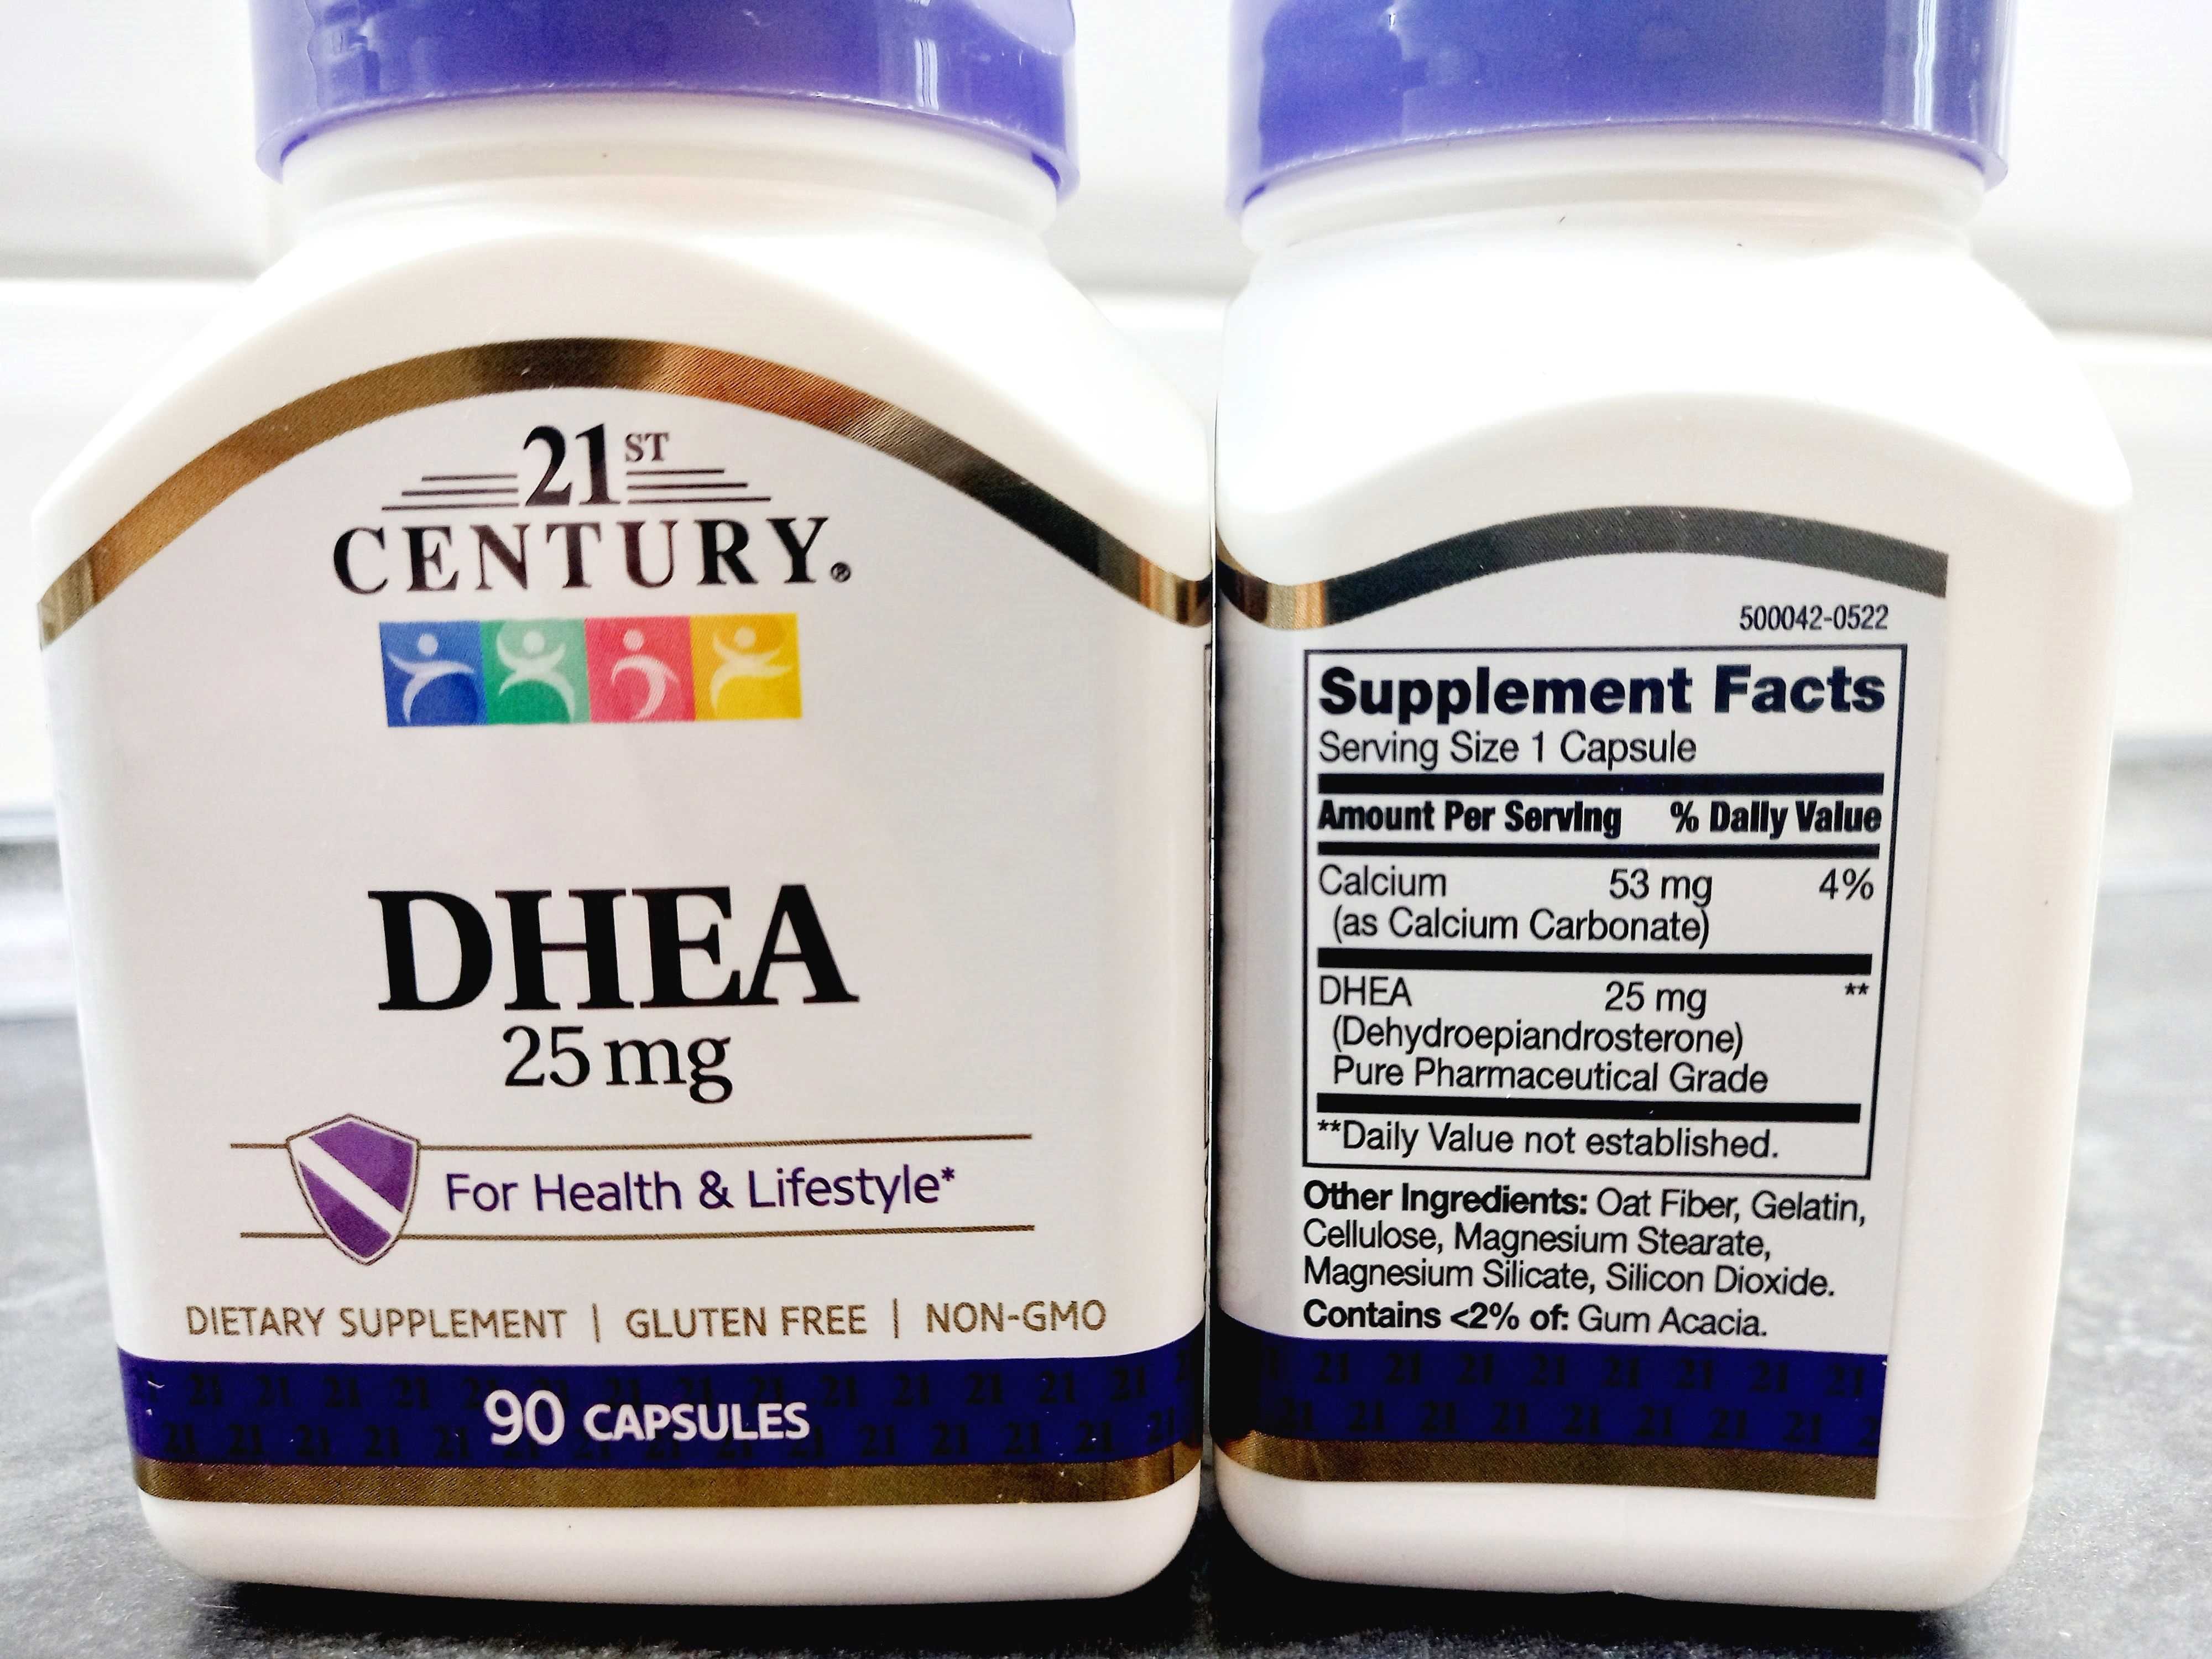 21ST
CENTURY®
DHEA
25 mg
For Health & Lifestyle*
DIETARY SUPPLEMENT | GLUTEN FREE | NON-GMO
90 CAPSULES
500042-0522
Supplement Facts
Serving Size 1 Capsule
Amount Per Serving % Daily Value
Calcium 53 mg 4%
(as Calcium Carbonate)
DHEA 25 mg **
(Dehydroepiandrosterone)
Pure Pharmaceutical Grade
**Daily Value not established.
Other Ingredients: Oat Fiber, Gelatin,
Cellulose, Magnesium Stearate,
Magnesium Silicate, Silicon Dioxide.
Contains <2% of: Gum Acacia.